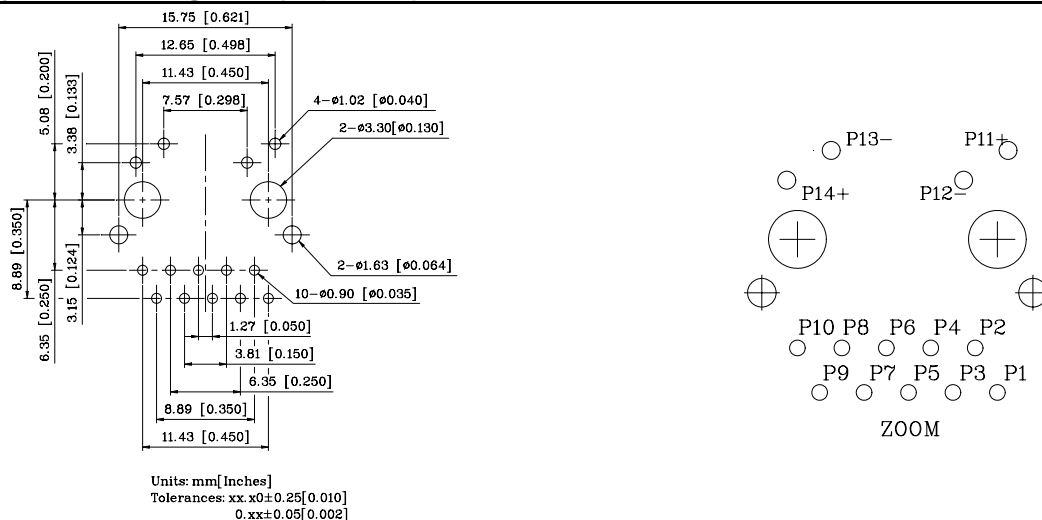 15.75 [0.621]
12.65 [0.498]
11.43 [0.450]
7.57 [0.298]
5.08 [0.200]
3.38 [0.133]
4-ø1.02 [ø0.040]
2-ø3.30[ø0.130]
8.89 [0.350]
6.35 [0.250]
3.15 [0.124]
2-ø1.63 [ø0.064]
10-ø0.90 [ø0.035]
1.27 [0.050]
3.81 [0.150]
6.35 [0.250]
8.89 [0.350]
11.43 [0.450]
Units: mm[Inches]
Tolerances: xx.x0±0.25[0.010]
0.xx±0.05[0.002]
P13- P11+
P14+ P12-
P10 P8 P6 P4 P2
P9 P7 P5 P3 P1
ZOOM